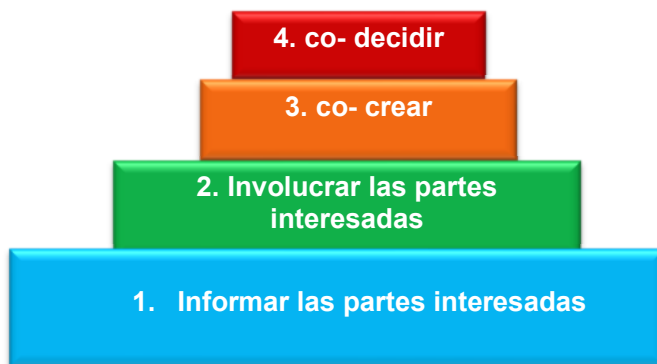 4. co- decidir
3. co- crear
2. Involucrar las partes
interesadas
1. Informar las partes interesadas